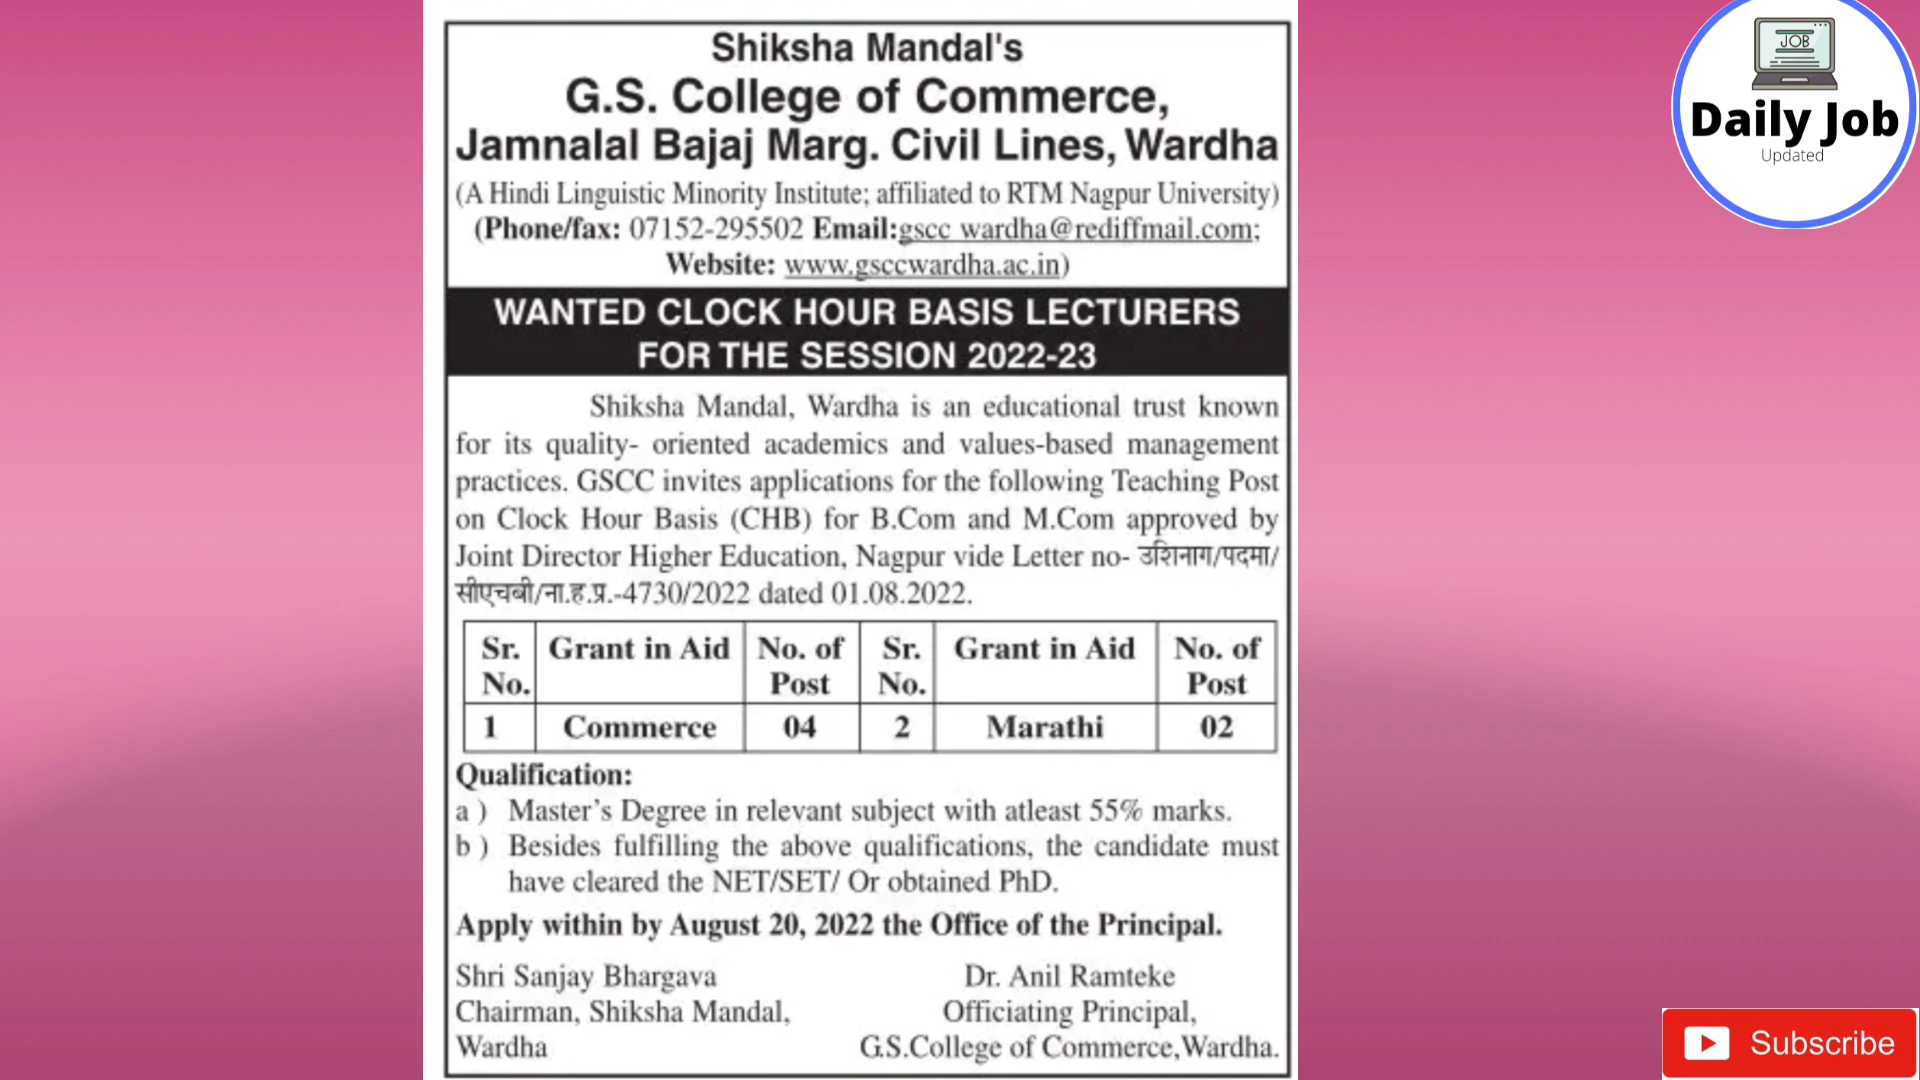 Shiksha Mandal's
G.S. College of Commerce,
Jamnalal Bajaj Marg. Civil Lines, Wardha
(A Hindi Linguistic Minority Institute; affiliated to RTM Nagpur University)
(Phone/fax: 07152-295502 Email:gscc wardha@rediffmail.com;
Website: www.gsccwardha.ac.in)
WANTED CLOCK HOUR BASIS LECTURERS
FOR THE SESSION 2022-23
Shiksha Mandal, Wardha is an educational trust known
for its quality- oriented academics and values-based management
practices. GSCC invites applications for the following Teaching Post
on Clock Hour Basis (CHB) for B.Com and M.Com approved by
Joint Director Higher Education, Nagpur vide Letter no- उशिनाग/पदमा/
सीएचबी/ना.ह.प्र.-4730/2022 dated 01.08.2022.
Sr. No. Grant in Aid No. of Post Sr. No. Grant in Aid No. of Post
1 Commerce 04 2 Marathi 02
Qualification:
a ) Master's Degree in relevant subject with atleast 55% marks.
b ) Besides fulfilling the above qualifications, the candidate must
have cleared the NET/SET/ Or obtained PhD.
Apply within by August 20, 2022 the Office of the Principal.
Shri Sanjay Bhargava
Chairman, Shiksha Mandal,
Wardha
Dr. Anil Ramteke
Officiating Principal,
G.S.College of Commerce,Wardha.
JOB
Daily Job
Updated
Subscribe